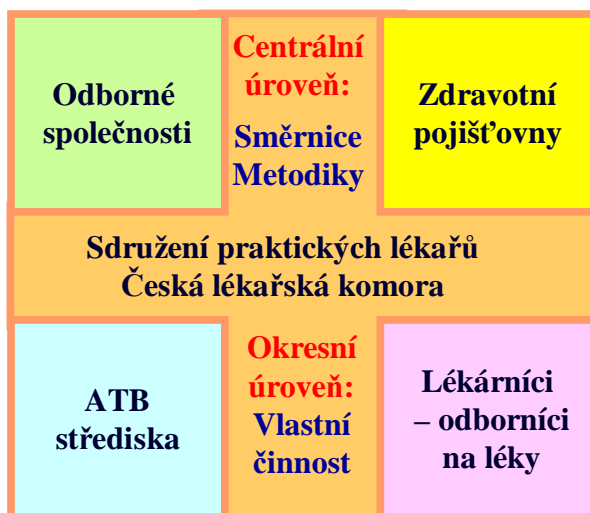 Odborné
společnosti
Centrální
úroveň:
Směrnice
Metodiky
Zdravotní
pojišťovny
Sdružení praktických lékařů
Česká lékařská komora
ATB
střediska
Okresní
úroveň:
Vlastní
činnost
Lékárníci
– odborníci
na léky